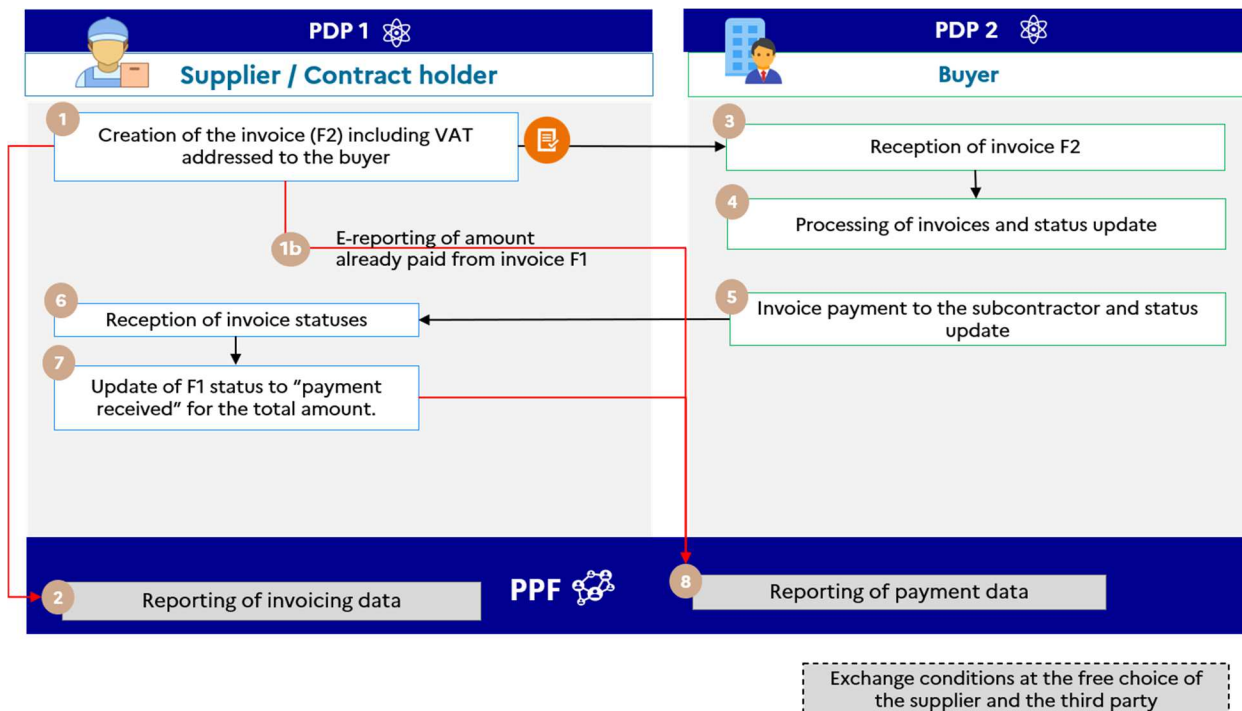 PDP 1
Supplier / Contract holder
PDP 2
Buyer
1
Creation of the invoice (F2) including VAT
addressed to the buyer
3
Reception of invoice F2
4
Processing of invoices and status update
1b
E-reporting of amount
already paid from invoice F1
5
Invoice payment to the subcontractor and status
update
6
Reception of invoice statuses
7
Update of F1 status to “payment
received” for the total amount.
2
Reporting of invoicing data
PPF
8
Reporting of payment data
Exchange conditions at the free choice of
the supplier and the third party